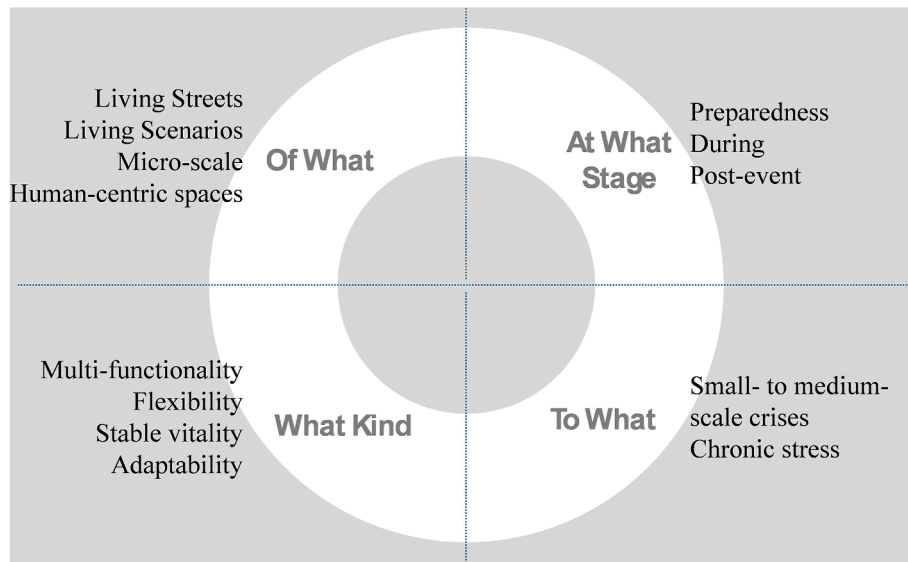 Living Streets
Living Scenarios
Micro-scale
Human-centric spaces
Of What
At What
Stage
Preparedness
During
Post-event
Multi-functionality
Flexibility
Stable vitality
Adaptability
What Kind
To What
Small- to medium-
scale crises
Chronic stress